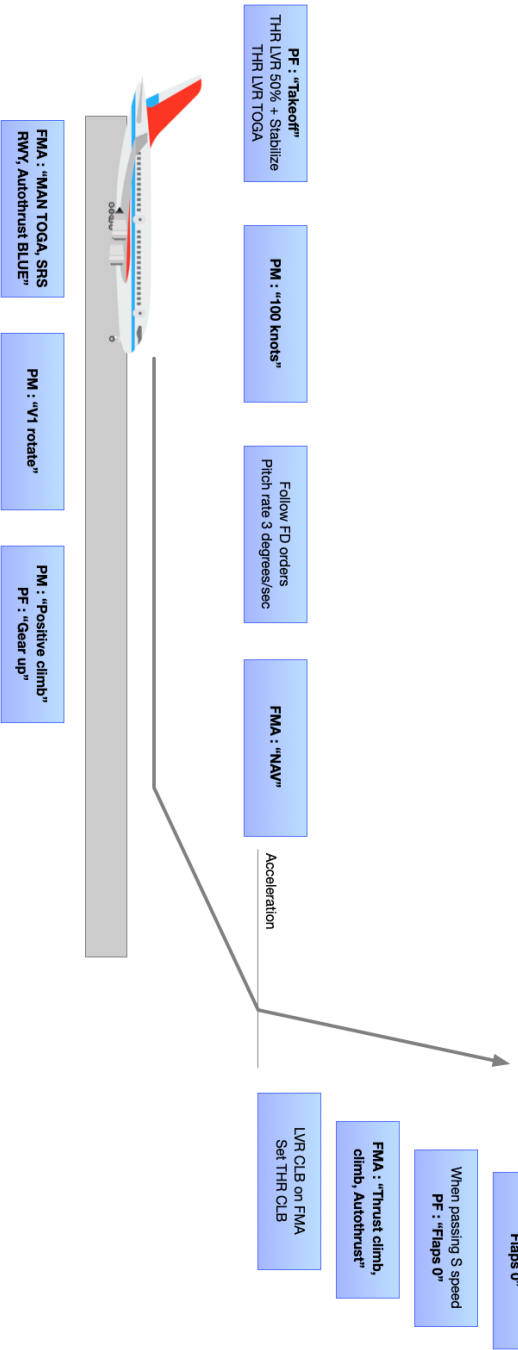 PF : “Takeoff”
THR LVR 50% + Stabilize
THR LVR TOGA
PM : “100 knots”
Follow FD orders
Pitch rate 3 degrees/sec
FMA : “NAV”
FMA : “MAN TOGA, SRS
RWY, Autothrust BLUE”
PM : “V1 rotate”
PM : “Positive climb”
PF : “Gear up”
Acceleration
LVR CLB on FMA
Set THR CLB
FMA : “Thrust climb,
climb, Autothrust”
When passing S speed
PF : “Flaps 0”
Flaps 0”